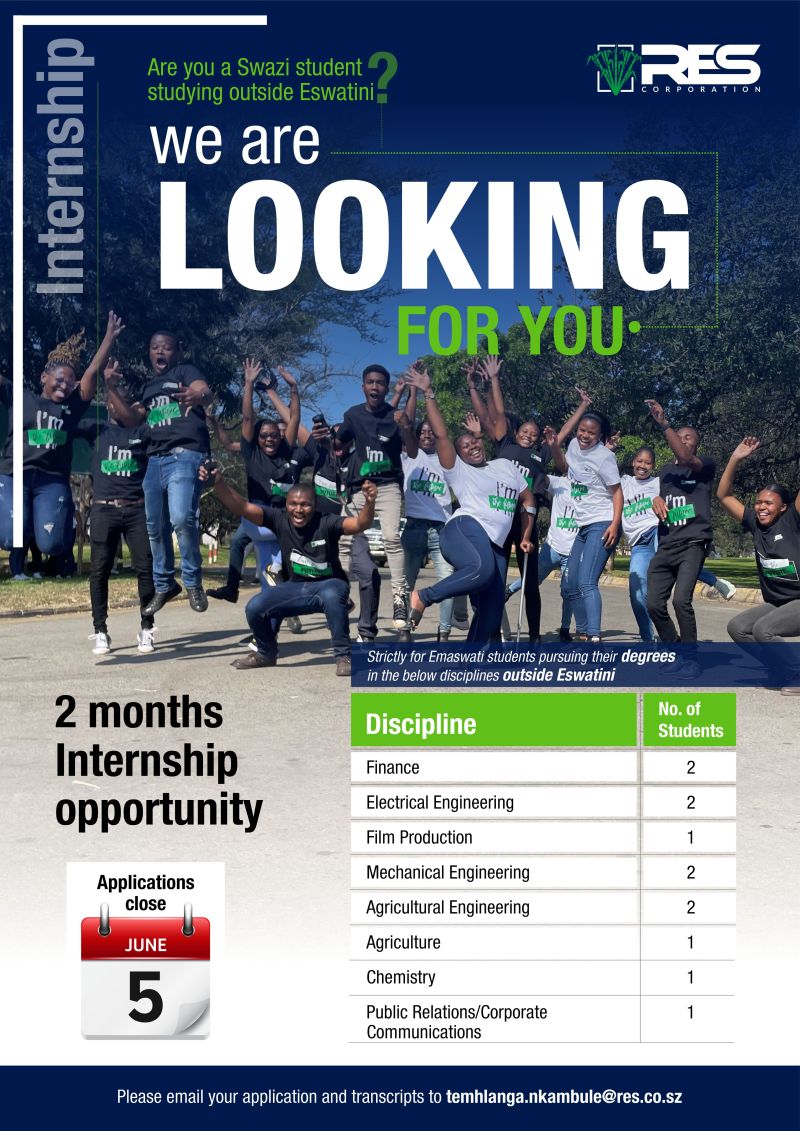 Internship
Are you a Swazi student
studying outside Eswatini?
RES
CORPORATION
we are
LOOKING
FOR YOU
Strictly for Emaswati students pursuing their degrees
in the below disciplines outside Eswatini
2 months
Internship
opportunity
Applications
close
JUNE
5
Discipline
No. of
Students
Finance 2
Electrical Engineering 2
Film Production 1
Mechanical Engineering 2
Agricultural Engineering 2
Agriculture 1
Chemistry 1
Public Relations/Corporate 1
Communications
Please email your application and transcripts to temhlanga.nkambule@res.co.sz